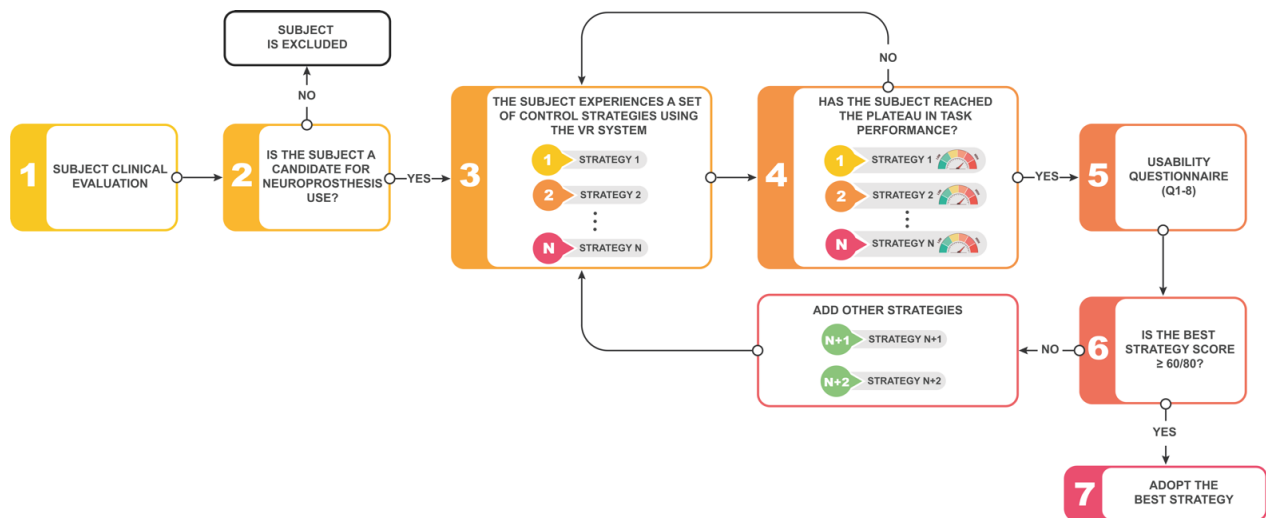 SUBJECT
IS EXCLUDED
NO
1
SUBJECT CLINICAL
EVALUATION
2
IS THE SUBJECT A
CANDIDATE FOR
NEUROPROSTHESIS
USE?
YES
3
THE SUBJECT EXPERIENCES A SET
OF CONTROL STRATEGIES USING
THE VR SYSTEM
1 STRATEGY 1
2 STRATEGY 2
N STRATEGY N
NO
4
HAS THE SUBJECT REACHED
THE PLATEAU IN TASK
PERFORMANCE?
1 STRATEGY 1
2 STRATEGY 2
N STRATEGY N
YES
5
USABILITY
QUESTIONNAIRE
(Q1-8)
6
IS THE BEST
STRATEGY SCORE
≥ 60/80?
NO
ADD OTHER STRATEGIES
N+1 STRATEGY N+1
N+2 STRATEGY N+2
YES
7
ADOPT THE
BEST STRATEGY